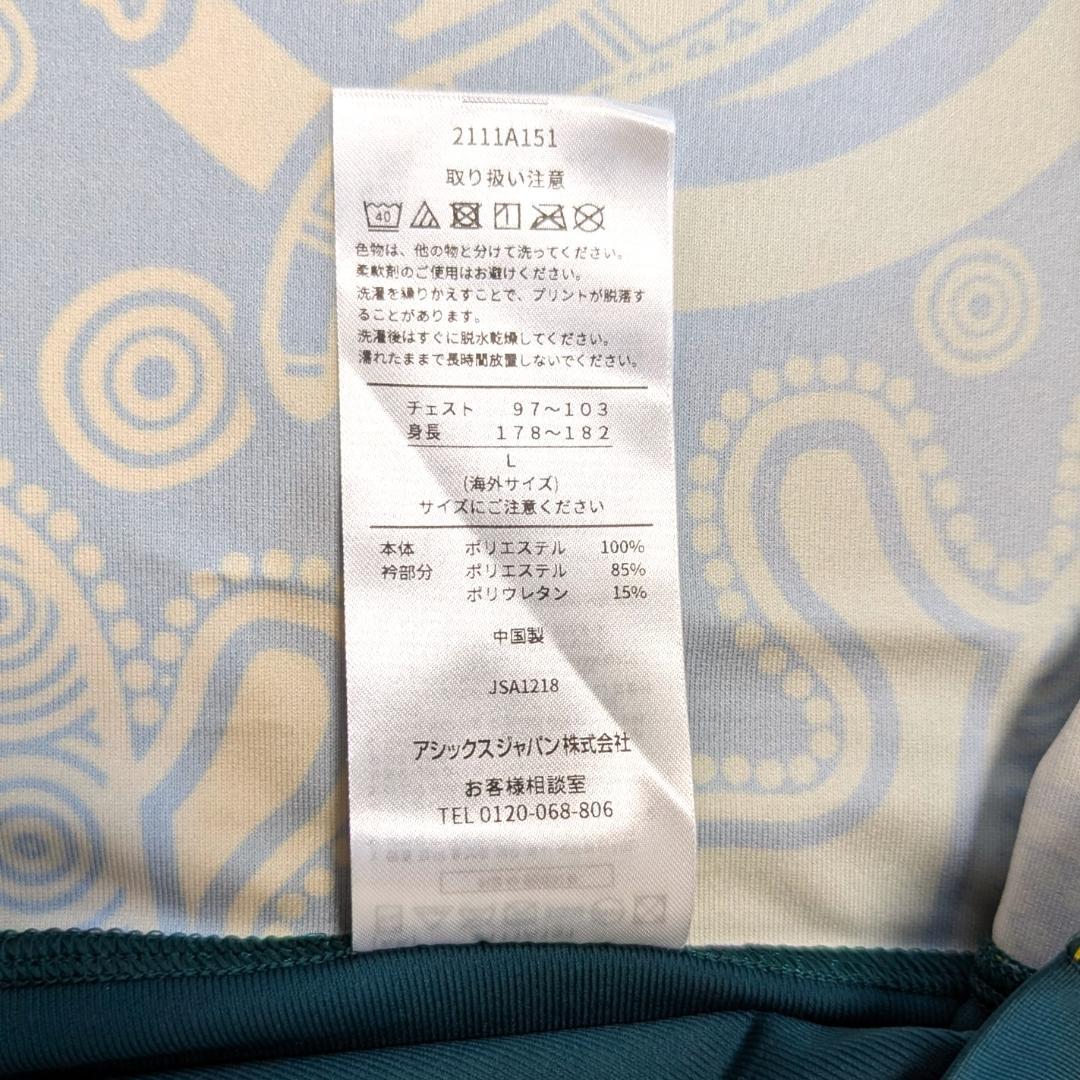 2111A151
取り扱い注意
40
色物は、他の物と分けて洗ってください。
柔軟剤のご使用はお避けください。
洗濯を繰りかえすことで、プリントが脱落す
ることがあります。
洗濯後はすぐに脱水乾燥してください。
濡れたままで長時間放置しないでください。
チェスト 97～103
身長 178～182
L
(海外サイズ)
サイズにご注意ください
本体 ポリエステル 100%
衿部分 ポリエステル 85%
ポリウレタン 15%
中国製
JSA1218
アシックスジャパン株式会社
お客様相談室
TEL 0120-068-806